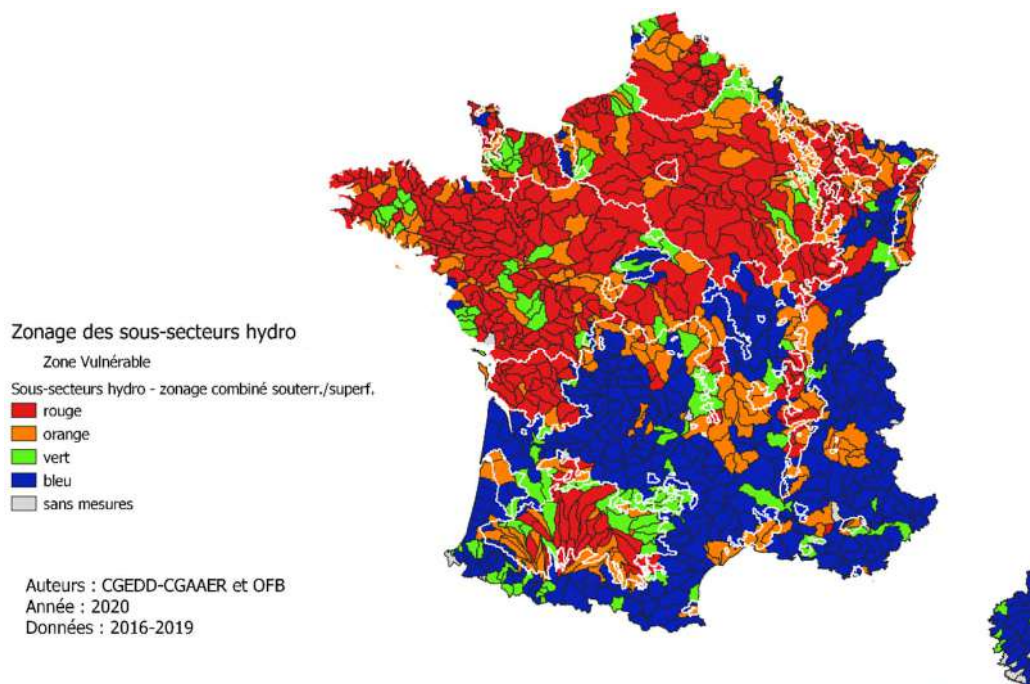 Zonage des sous-secteurs hydro
Zone Vulnérable
Sous-secteurs hydro - zonage combiné souterr./superf.
rouge
orange
vert
bleu
sans mesures
Auteurs : CGEDD-CGAAER et OFB
Année : 2020
Données : 2016-2019